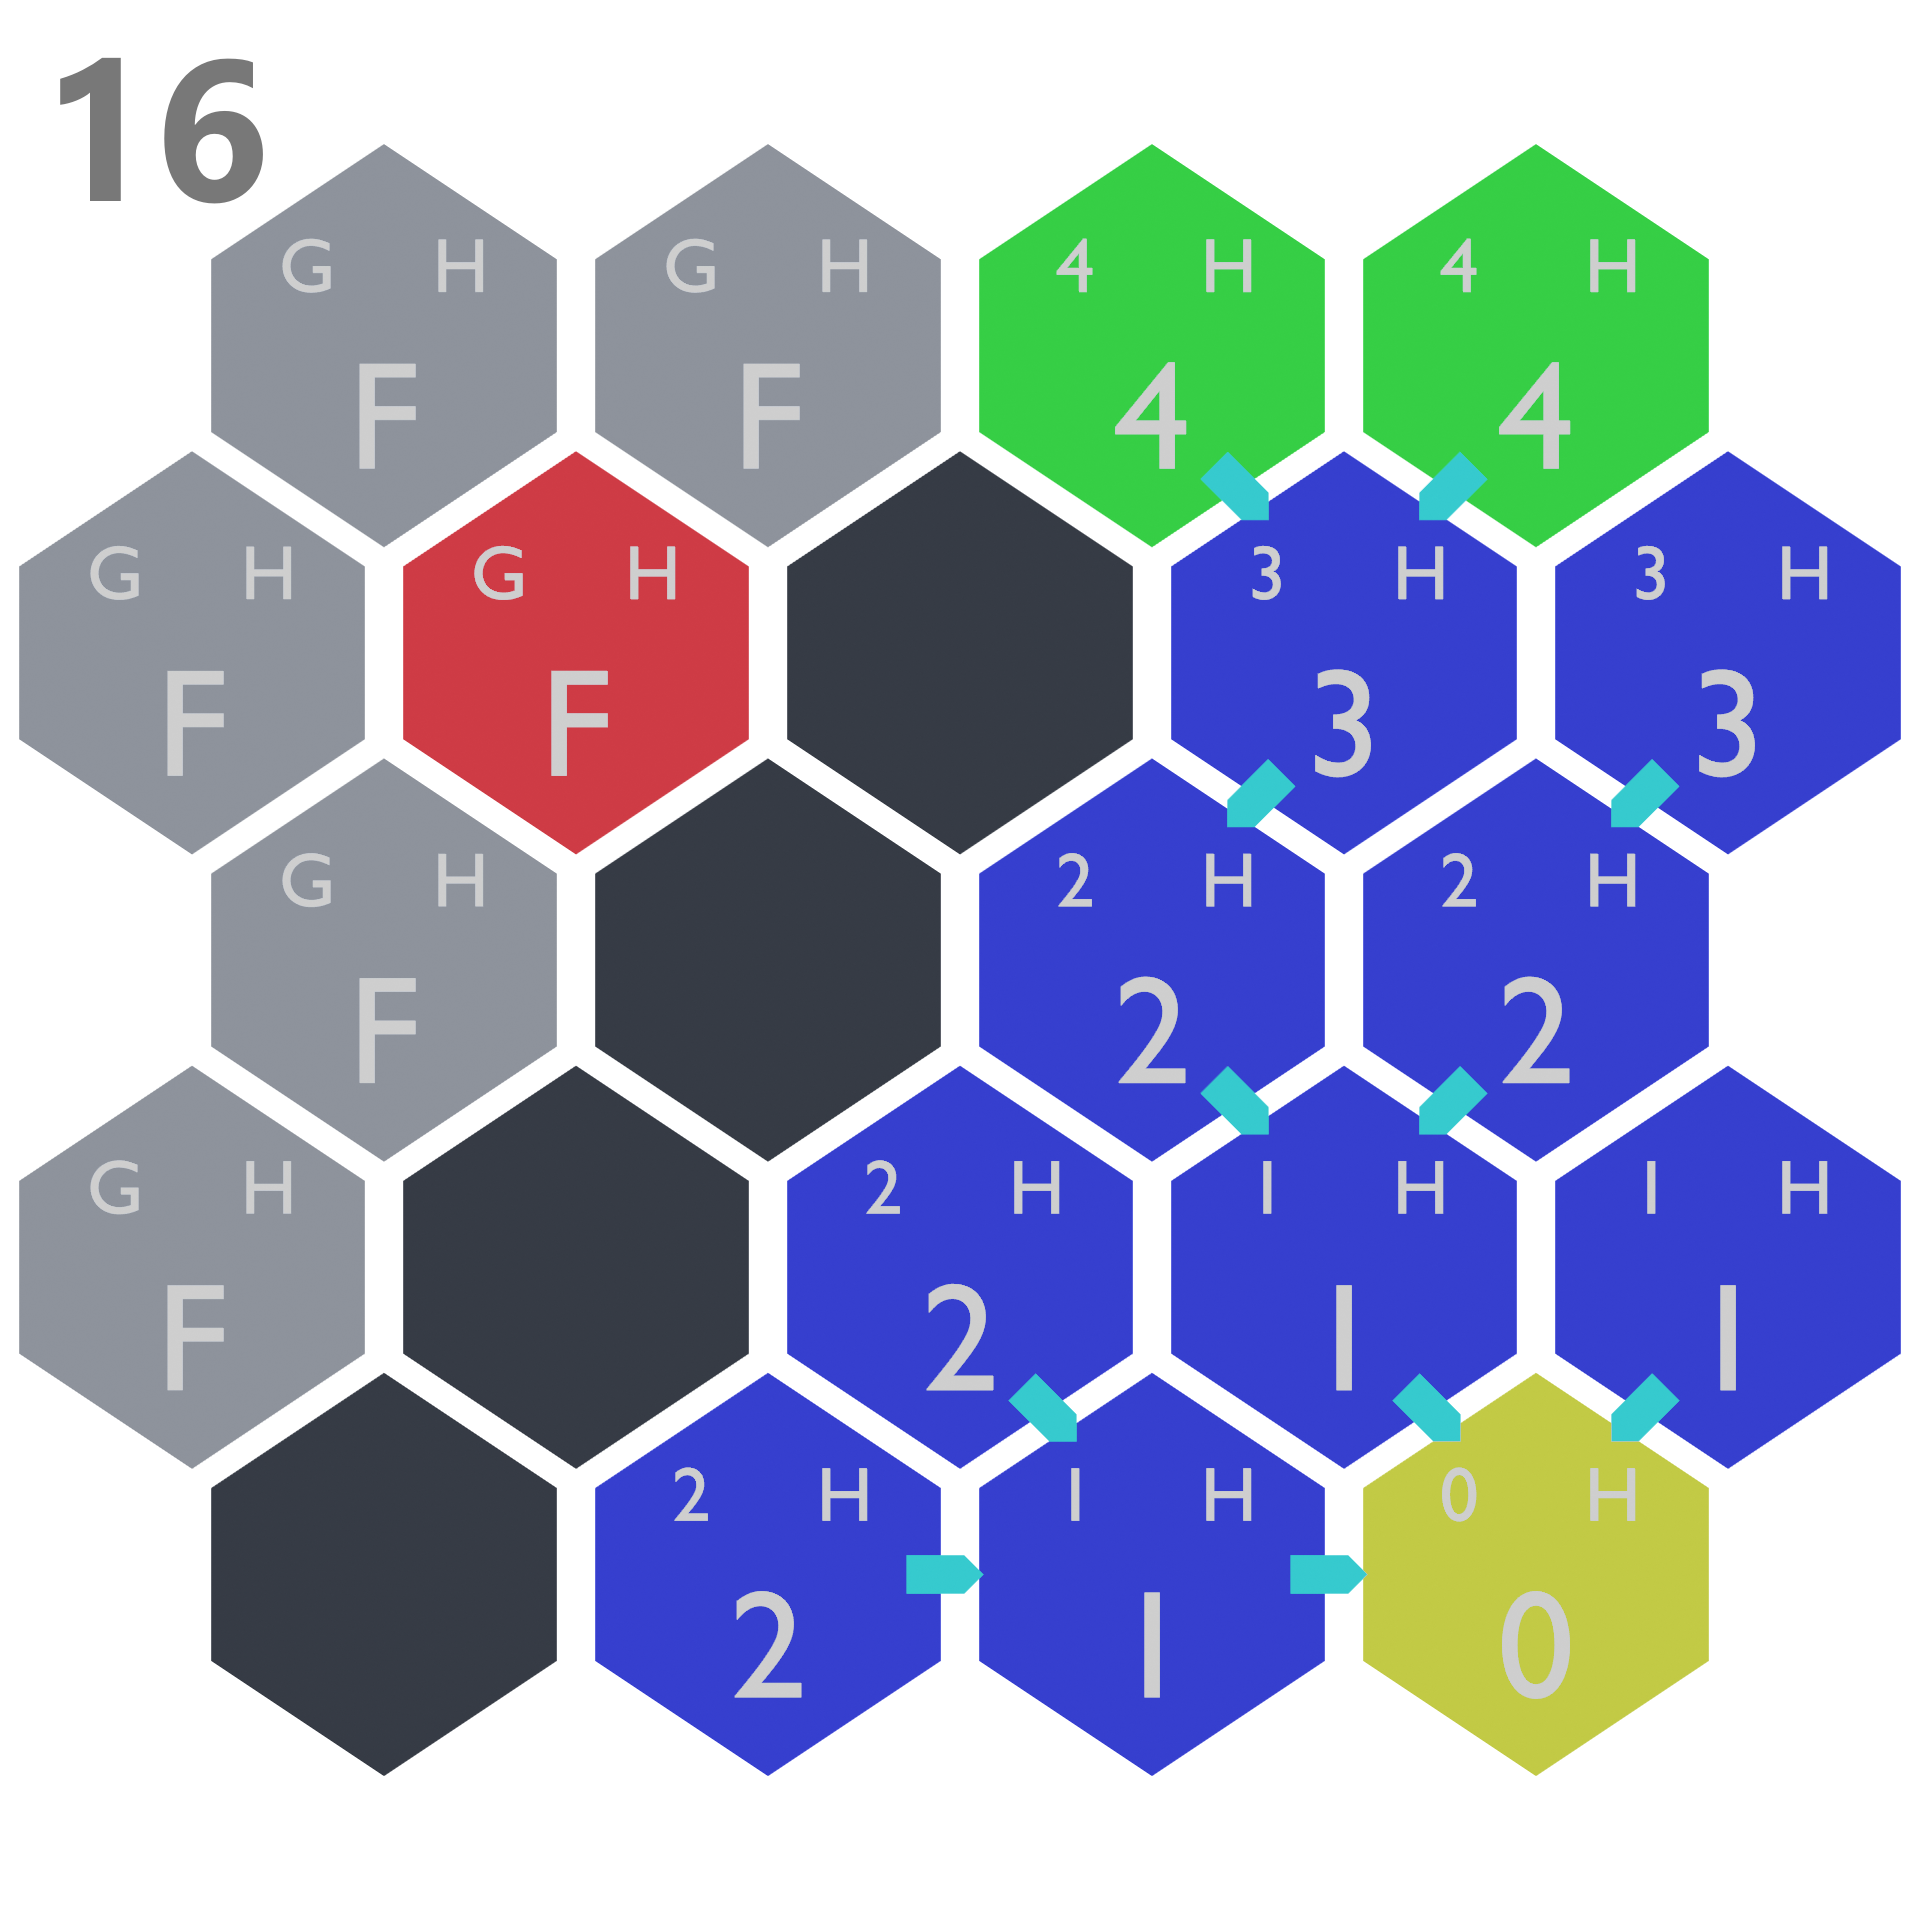 16
G H G H 4 H 4 H
F F 4 4
G H G H 3 H 3 H
F F 3 3
G H 2 H 2 H
F 2 2
G H 2 H 1 H 1 H
F 2 1 1
2 H 1 H 0 H
2 1 0